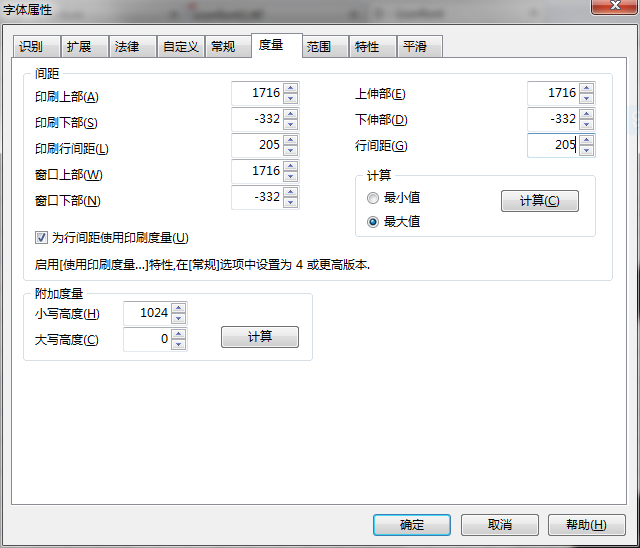 字体属性
识别 扩展 法律 自定义 常规 度量 范围 特性 平滑
间距
印刷上部(A) 1716 上伸部(E) 1716
印刷下部(S) -332 下伸部(D) -332
印刷行间距(L) 205 行间距(G) 205
窗口上部(W) 1716
窗口下部(N) -332
计算
最小值 计算(C)
最大值
为行间距使用印刷度量(U)
启用[使用印刷度量...]特性,在[常规]选项中设置为 4 或更高版本.
附加度量
小写高度(H) 1024
大写高度(C) 0 计算
确定 取消 帮助(H)